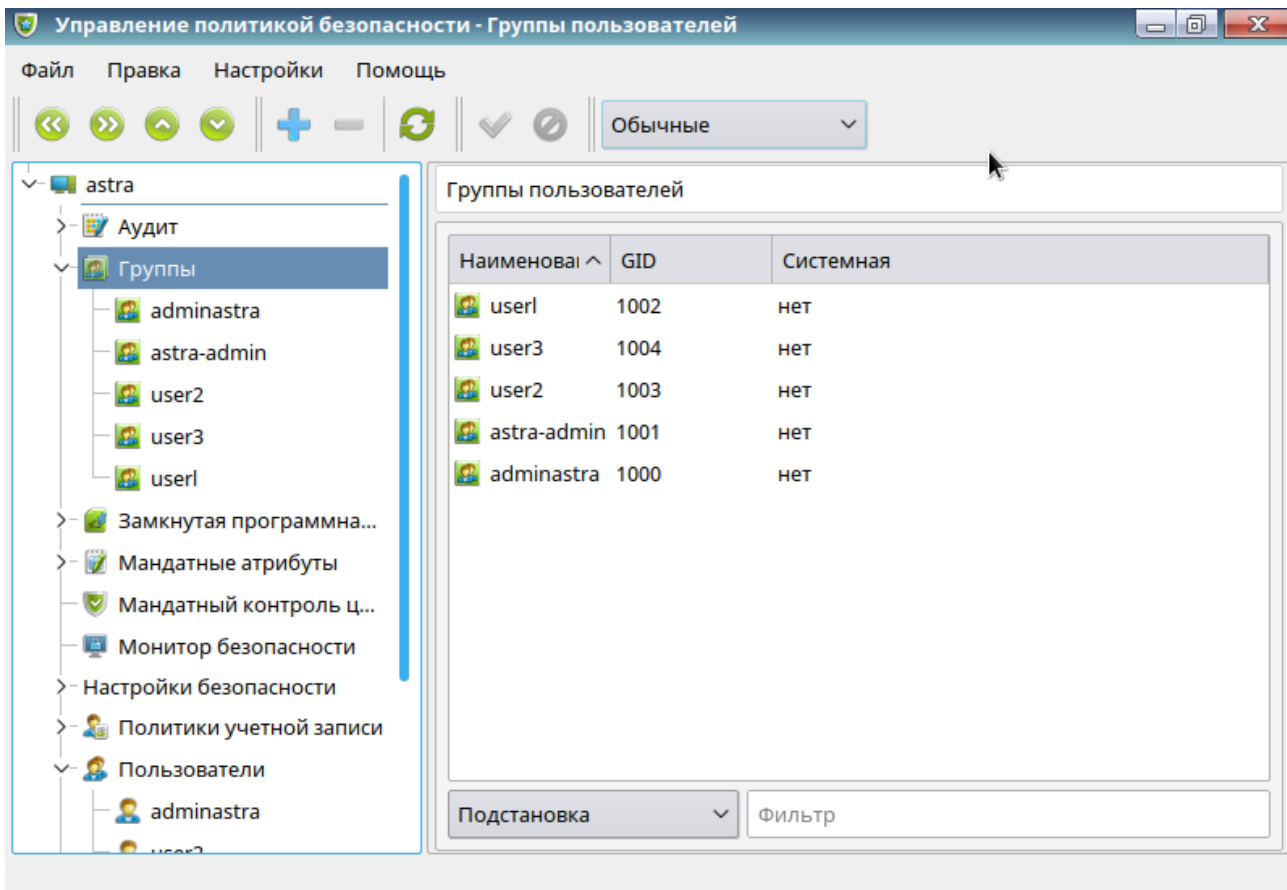 Управление политикой безопасности - Группы пользователей
Файл Правка Настройки Помощь
Обычные
astra
Аудит
Группы
adminastra
astra-admin
user2
user3
userl
Замкнутая программна...
Мандатные атрибуты
Мандатный контроль ц...
Монитор безопасности
Настройки безопасности
Политики учетной записи
Пользователи
adminastra
Группы пользователей
Наименова GID Системная
userl 1002 нет
user3 1004 нет
user2 1003 нет
astra-admin 1001 нет
adminastra 1000 нет
Подстановка Фильтр